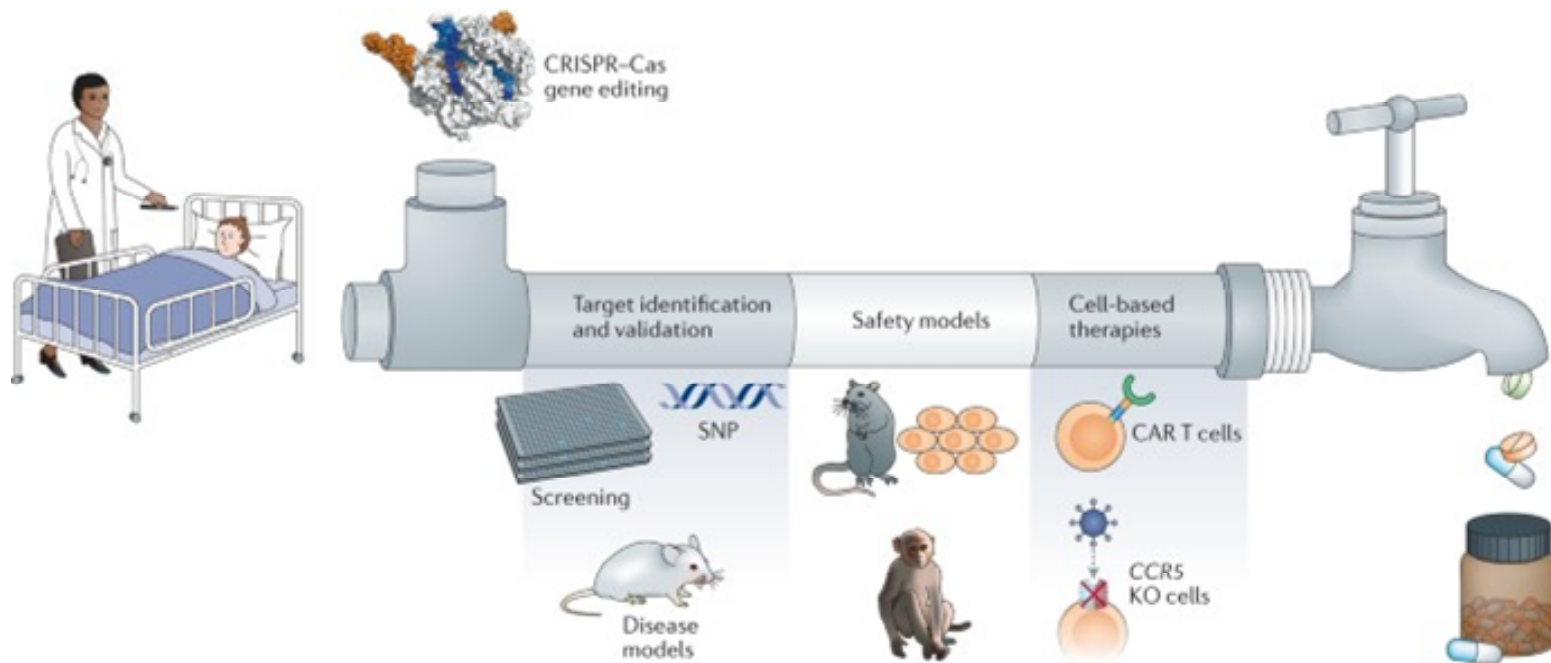 CRISPR–Cas
gene editing
Target identification
and validation
Safety models
Cell-based
therapies
SNP
Screening
Disease
models
CAR T cells
CCR5
KO cells